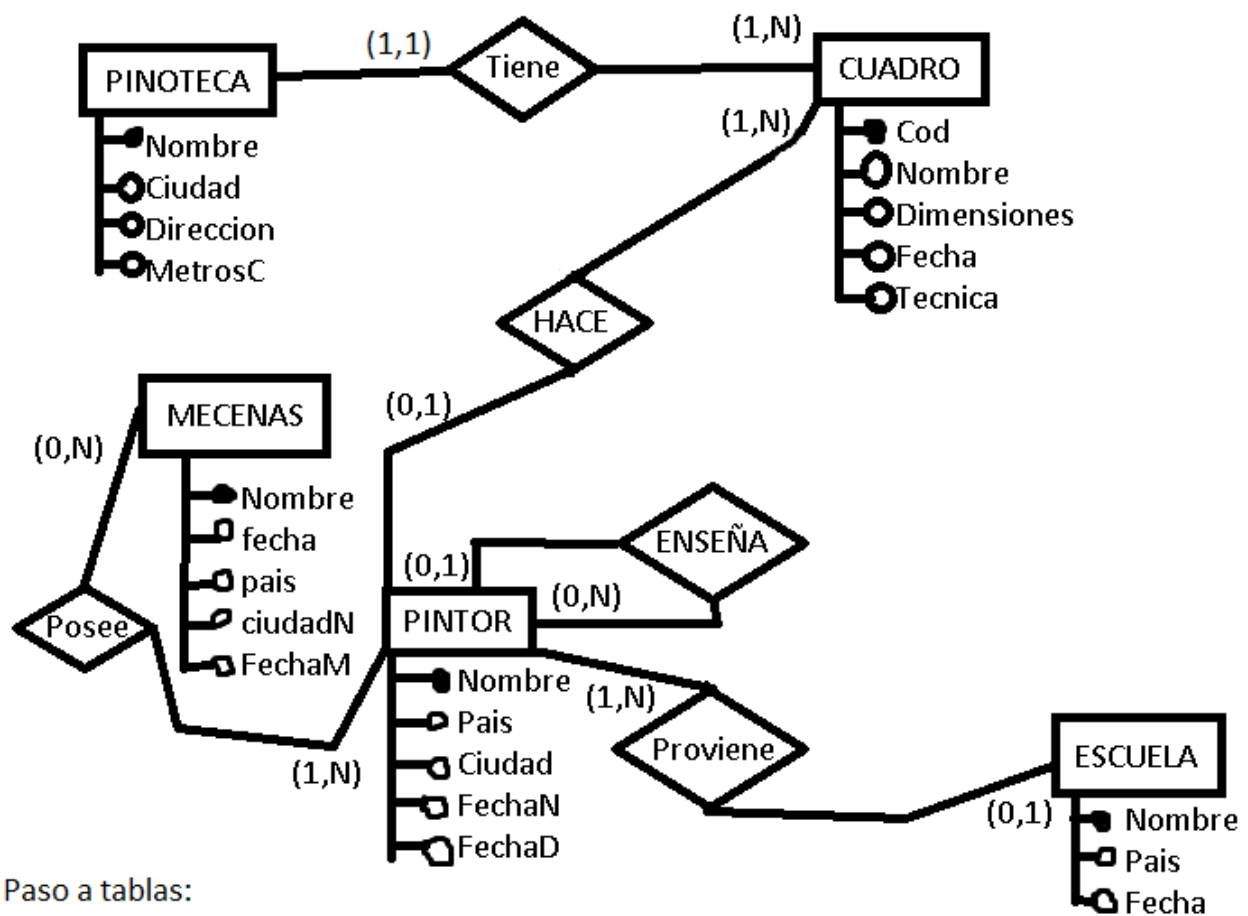 (1,1)
Tiene
(1,N)
PINOTECA
CUADRO
Nombre
Ciudad
Direccion
MetrosC
(1,N)
Cod
Nombre
Dimensiones
Fecha
Tecnica
HACE
(0,1)
MECENAS
(0,N)
Nombre
fecha
pais
ciudadN
FechaM
Posee
(1,N)
ENSEÑA
(0,1)
(0,N)
PINTOR
Nombre
Pais
Ciudad
FechaN
FechaD
(1,N)
Proviene
ESCUELA
(0,1)
Nombre
Pais
Fecha
Paso a tablas: